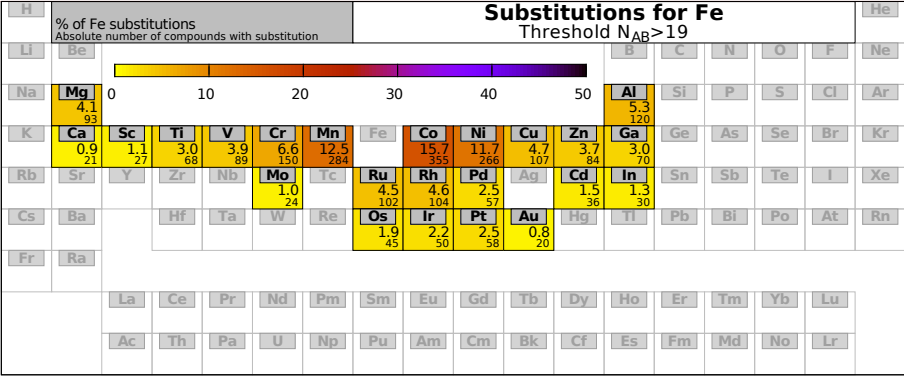 H
% of Fe substitutions
Absolute number of compounds with substitution
Substitutions for Fe
Threshold N_AB>19
He
Li Be B C N O F Ne
0 10 20 30 40 50
Na Mg Al Si P S Cl Ar
4.1 5.3
93 120
K Ca Sc Ti V Cr Mn Fe Co Ni Cu Zn Ga Ge As Se Br Kr
0.9 1.1 3.0 3.9 6.6 12.5 15.7 11.7 4.7 3.7 3.0
21 27 68 89 150 284 355 266 107 84 70
Rb Sr Y Zr Nb Mo Tc Ru Rh Pd Ag Cd In Sn Sb Te I Xe
1.0 4.5 4.6 2.5 1.5 1.3
24 102 104 57 36 30
Cs Ba Hf Ta W Re Os Ir Pt Au Hg Tl Pb Bi Po At Rn
1.9 2.2 2.5 0.8
45 50 58 20
Fr Ra
La Ce Pr Nd Pm Sm Eu Gd Tb Dy Ho Er Tm Yb Lu
Ac Th Pa U Np Pu Am Cm Bk Cf Es Fm Md No Lr